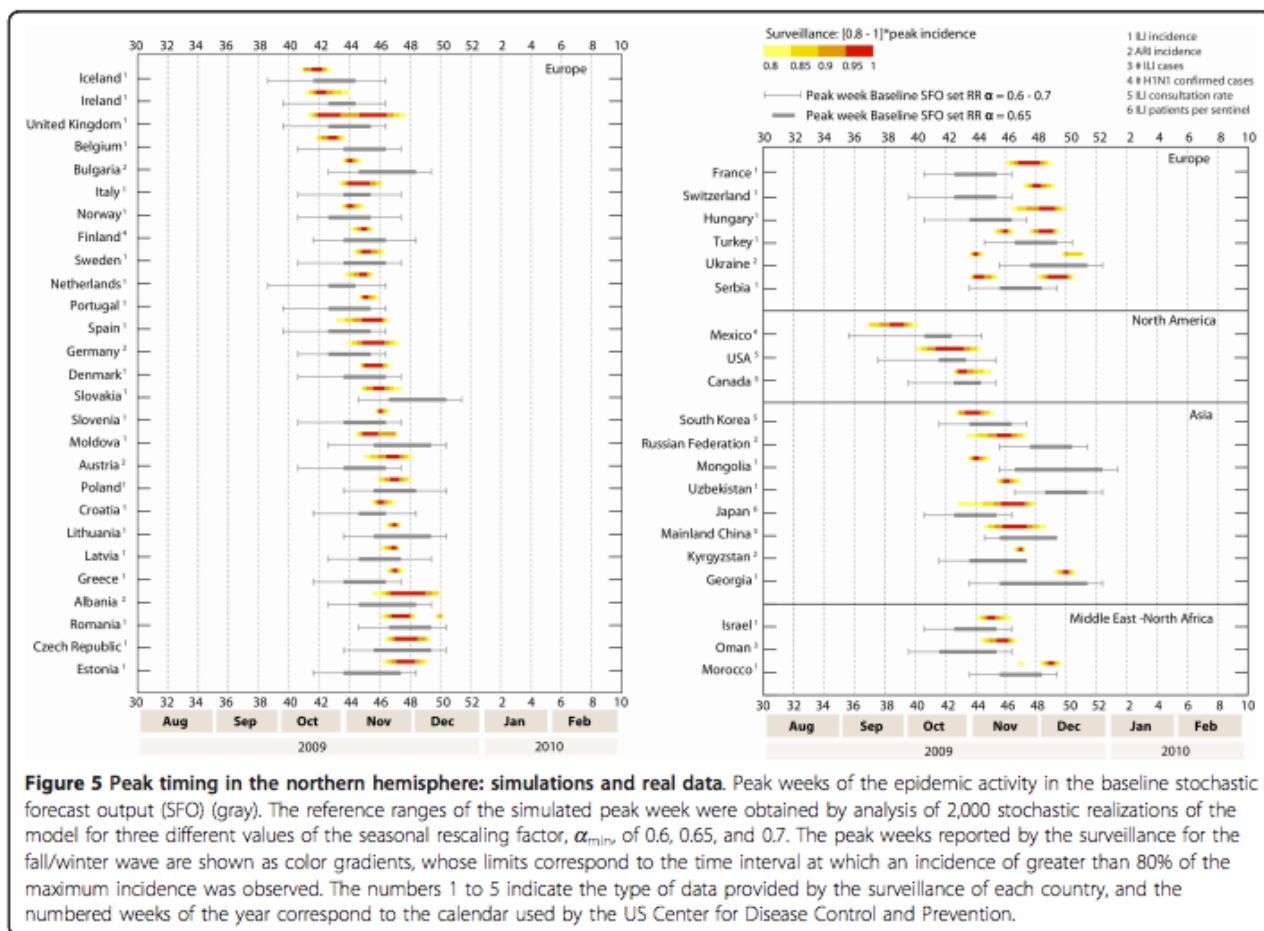 30 32 34 36 38 40 42 44 46 48 50 52 2 4 6 8 10
Europe
Iceland 1
Ireland 1
United Kingdom 1
Belgium 1
Bulgaria 2
Italy 1
Norway 1
Finland 4
Sweden 1
Netherlands 1
Portugal 1
Spain 1
Germany 2
Denmark 1
Slovakia 1
Slovenia 1
Moldova 1
Austria 2
Poland 1
Croatia 1
Lithuania 1
Latvia 1
Greece 1
Albania 2
Romania 1
Czech Republic 1
Estonia 1
30 32 34 36 38 40 42 44 46 48 50 52 2 4 6 8 10
Aug Sep Oct Nov Dec Jan Feb
2009 2010
Surveillance: [0.8 - 1]*peak incidence
0.8 0.85 0.9 0.95 1
Peak week Baseline SFO set RR α = 0.6 - 0.7
Peak week Baseline SFO set RR α = 0.65
1 ILI incidence
2 ARI incidence
3 # ILI cases
4 # H1N1 confirmed cases
5 ILI consultation rate
6 ILI patients per sentinel
30 32 34 36 38 40 42 44 46 48 50 52 2 4 6 8 10
Europe
France 1
Switzerland 1
Hungary 1
Turkey 1
Ukraine 2
Serbia 1
North America
Mexico 4
USA 5
Canada
Asia
South Korea 5
Russian Federation 2
Mongolia 1
Uzbekistan 1
Japan 6
Mainland China
Kyrgyzstan 2
Georgia 1
Middle East -North Africa
Israel 1
Oman 3
Morocco 1
30 32 34 36 38 40 42 44 46 48 50 52 2 4 6 8 10
Aug Sep Oct Nov Dec Jan Feb
2009 2010
Figure 5 Peak timing in the northern hemisphere: simulations and real data. Peak weeks of the epidemic activity in the baseline stochastic
forecast output (SFO) (gray). The reference ranges of the simulated peak week were obtained by analysis of 2,000 stochastic realizations of the
model for three different values of the seasonal rescaling factor, αmin, of 0.6, 0.65, and 0.7. The peak weeks reported by the surveillance for the
fall/winter wave are shown as color gradients, whose limits correspond to the time interval at which an incidence of greater than 80% of the
maximum incidence was observed. The numbers 1 to 5 indicate the type of data provided by the surveillance of each country, and the
numbered weeks of the year correspond to the calendar used by the US Center for Disease Control and Prevention.